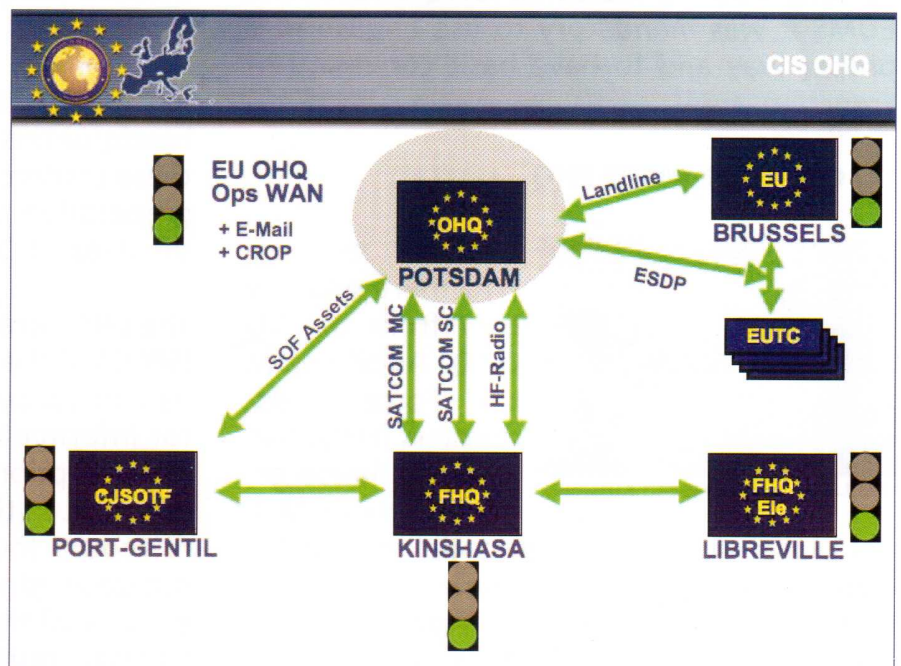 CIS OHQ
EU OHQ
Ops WAN
+ E-Mail
+ CROP
OHQ
POTSDAM
Landline
EU
BRUSSELS
ESDP
EUTC
SOF Assets
SATCOM MC
SATCOM SC
HF-Radio
CJSOTF
PORT-GENTIL
FHQ
KINSHASA
FHQ
Ele
LIBREVILLE